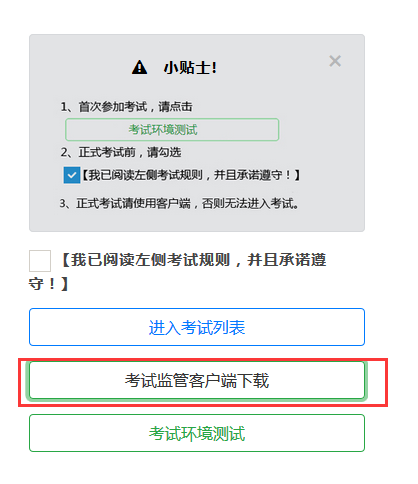 小贴士!
×
1、首次参加考试，请点击
考试环境测试
2、正式考试前，请勾选
【我已阅读左侧考试规则，并且承诺遵守！】
3、正式考试请使用客户端，否则无法进入考试。
【我已阅读左侧考试规则，并且承诺遵
守！】
进入考试列表
考试监管客户端下载
考试环境测试